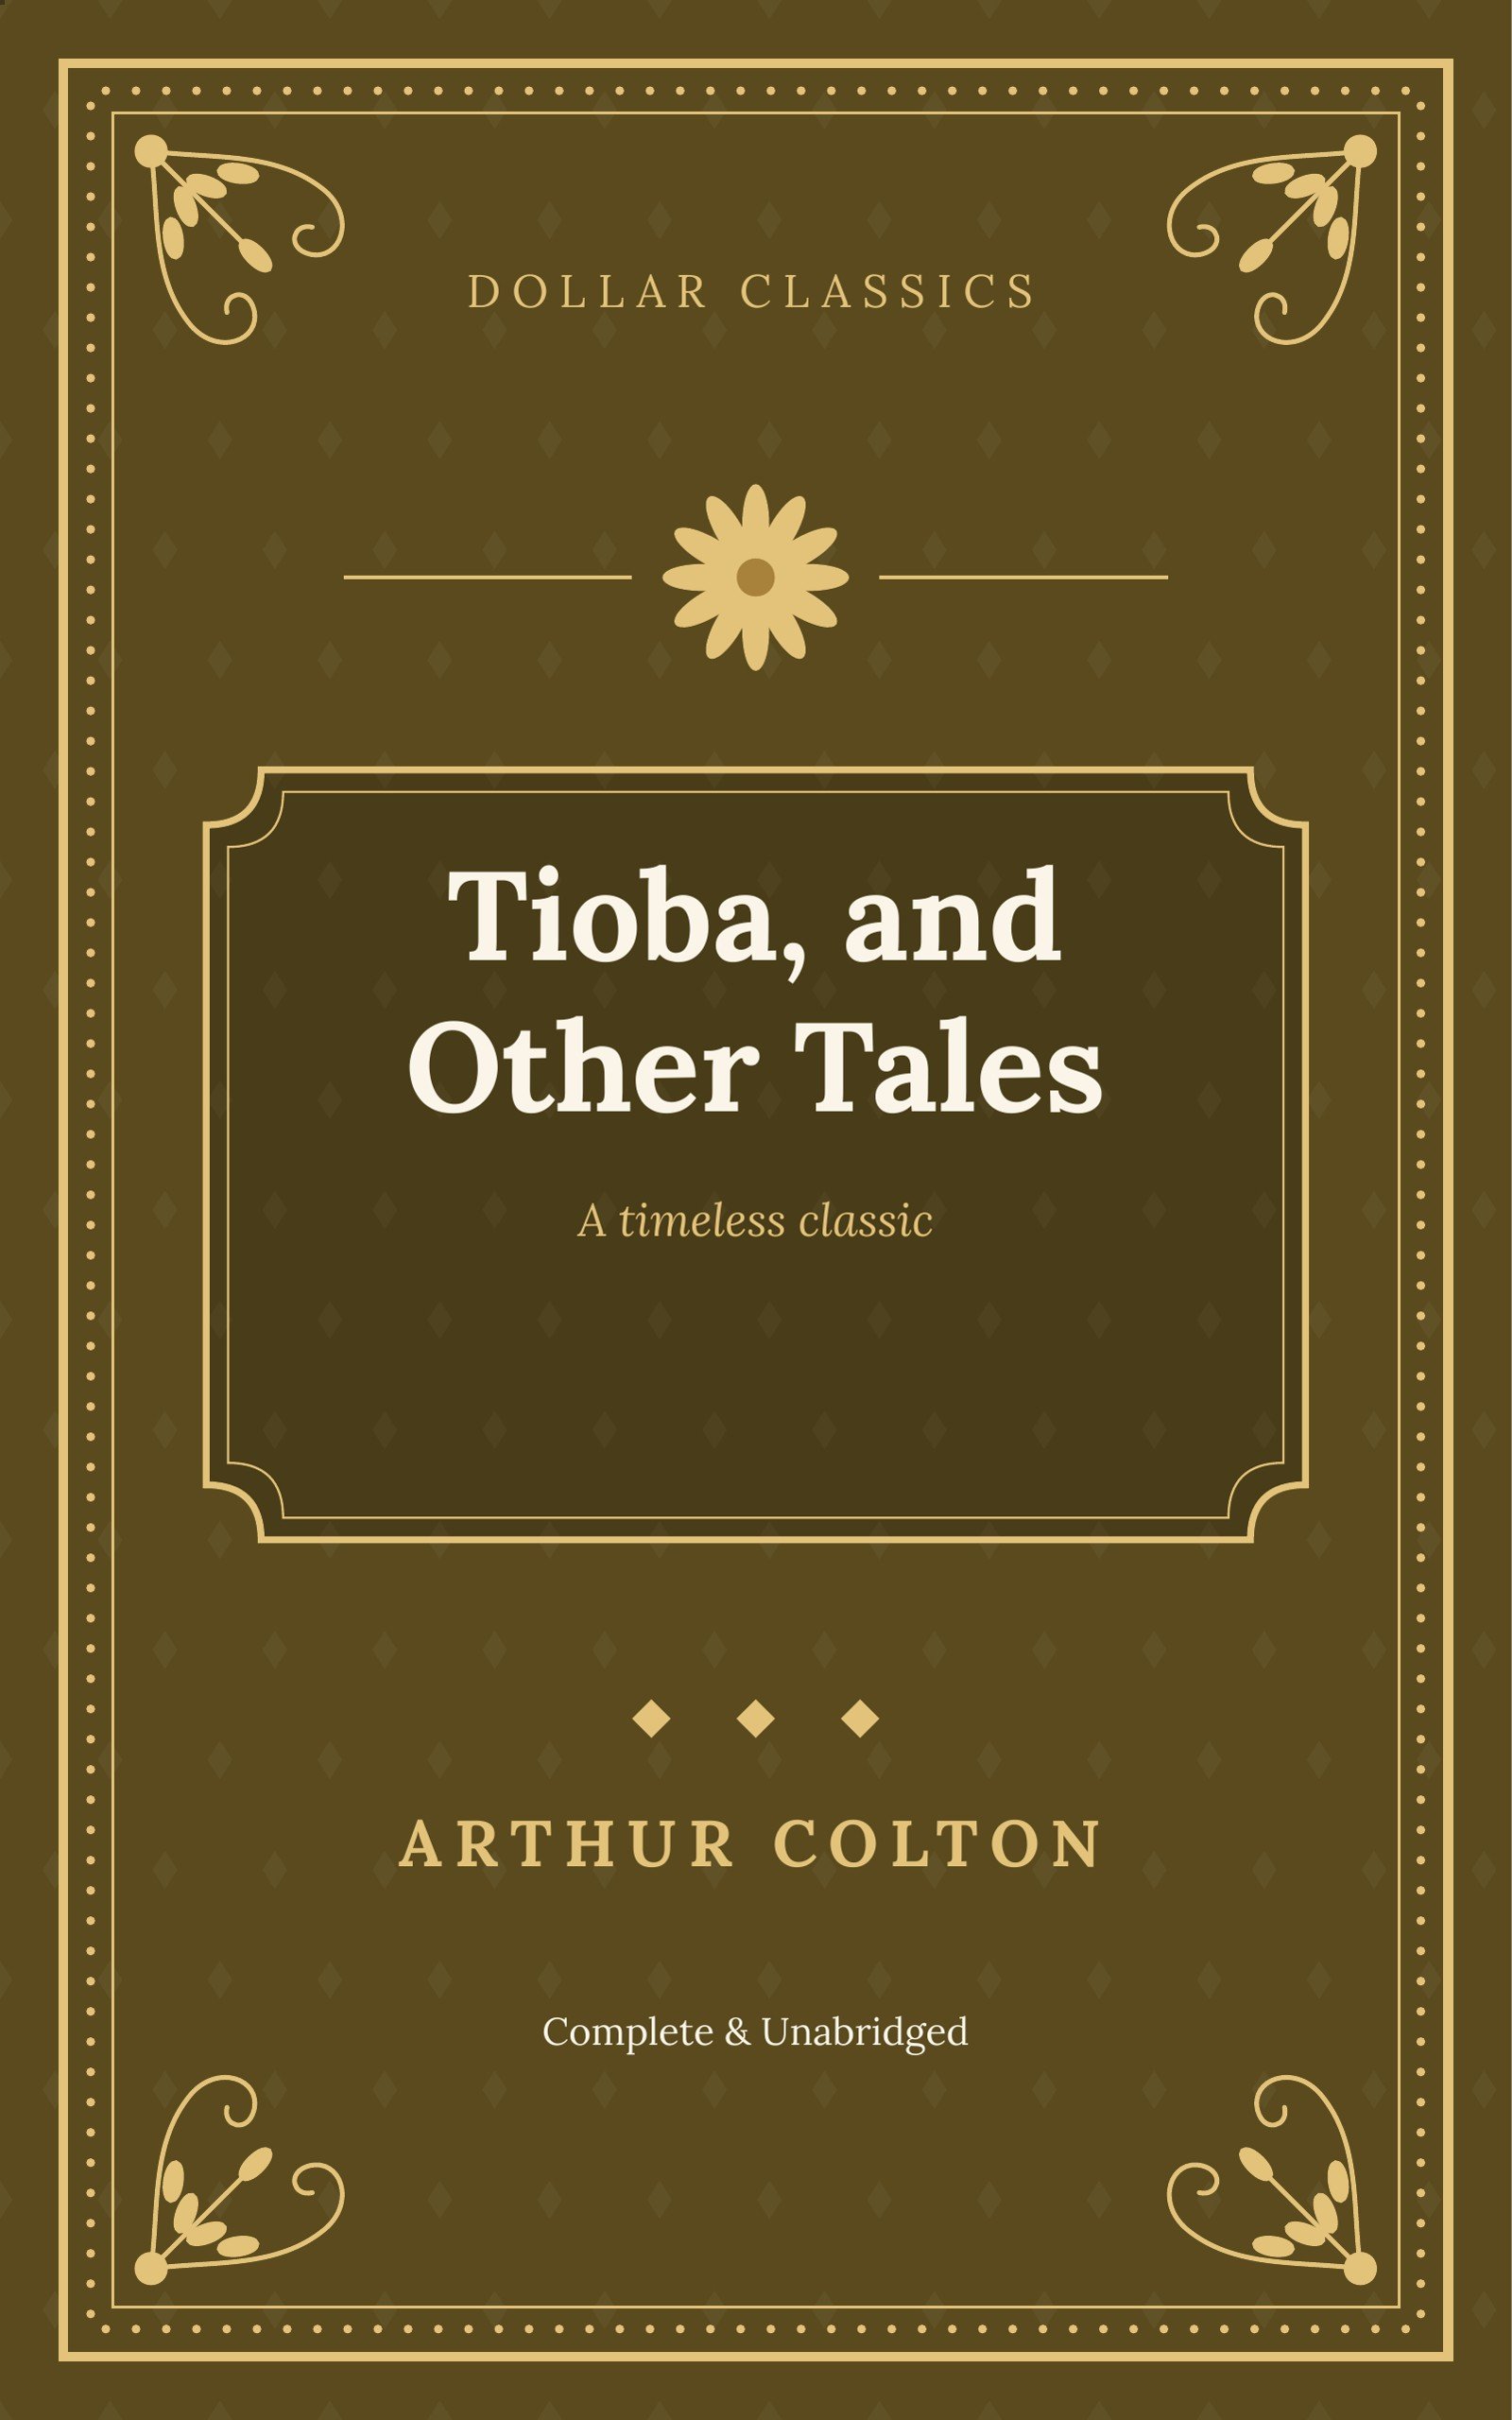 DOLLAR CLASSICS
Tioba, and
Other Tales
A timeless classic
ARTHUR COLTON
Complete & Unabridged